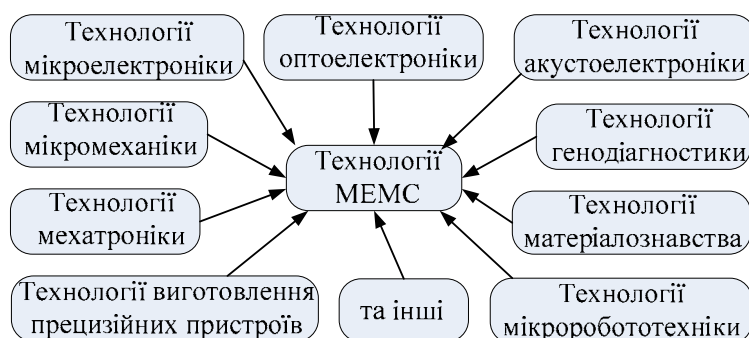 Технології
мікроелектроніки
Технології
оптоелектроніки
Технології
акустоелектроніки
Технології
мікромеханіки
Технології
МЕМС
Технології
генодіагностики
Технології
мехатроніки
Технології
матеріалознавства
Технології виготовлення
прецизійних пристроїв
та інші
Технології
мікроробототехніки